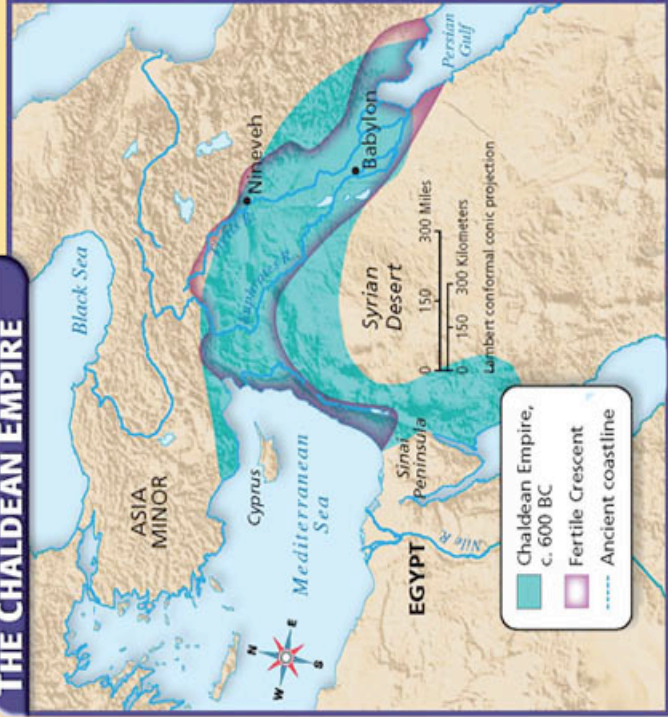 THE CHALDEAN EMPIRE
Black Sea
ASIA
MINOR
Nineveh
Tigris R.
Euphrates R.
Cyprus
Mediterranean
Sea
Syrian
Desert
Babylon
Persian
Gulf
N
W
E
S
EGYPT
Nile R.
Sinai
Peninsula
0 150 300 Miles
0 150 300 Kilometers
Lambert conformal conic projection
Chaldean Empire,
c. 600 BC
Fertile Crescent
Ancient coastline